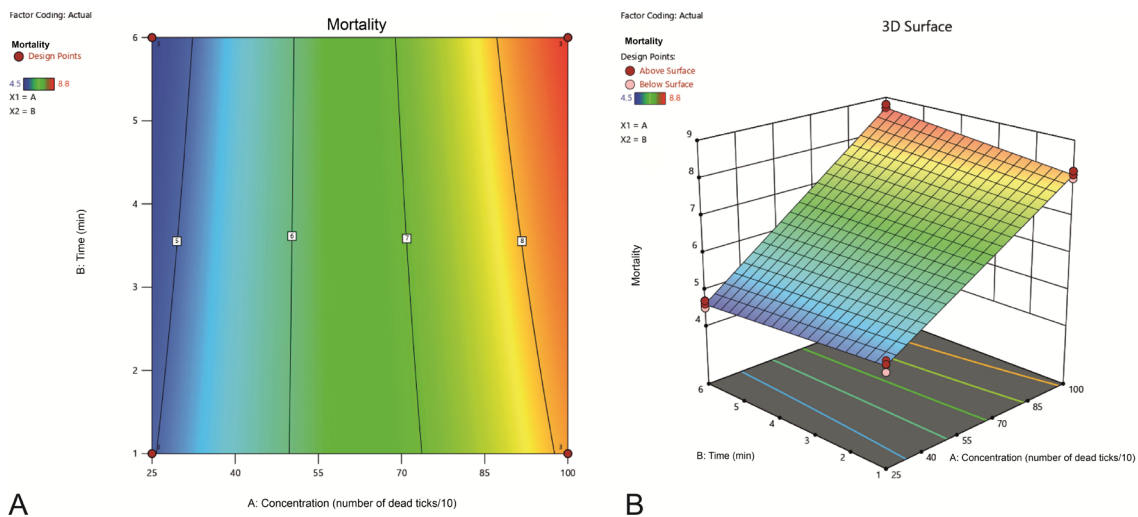 Factor Coding: Actual
Mortality
Mortality
Design Points
4.5 8.8
X1 = A
X2 = B
3 3
6
5
4
3
2
1
5 6 7 8
3 3
25 40 55 70 85 100
B: Time (min)
A: Concentration (number of dead ticks/10)
A
Factor Coding: Actual
3D Surface
Mortality
Design Points:
Above Surface
Below Surface
4.5 8.8
X1 = A
X2 = B
9
8
7
6
5
4
Mortality
6
5
4
3
2
1
25
40
55
70
85
100
B: Time (min)
A: Concentration (number of dead ticks/10)
B